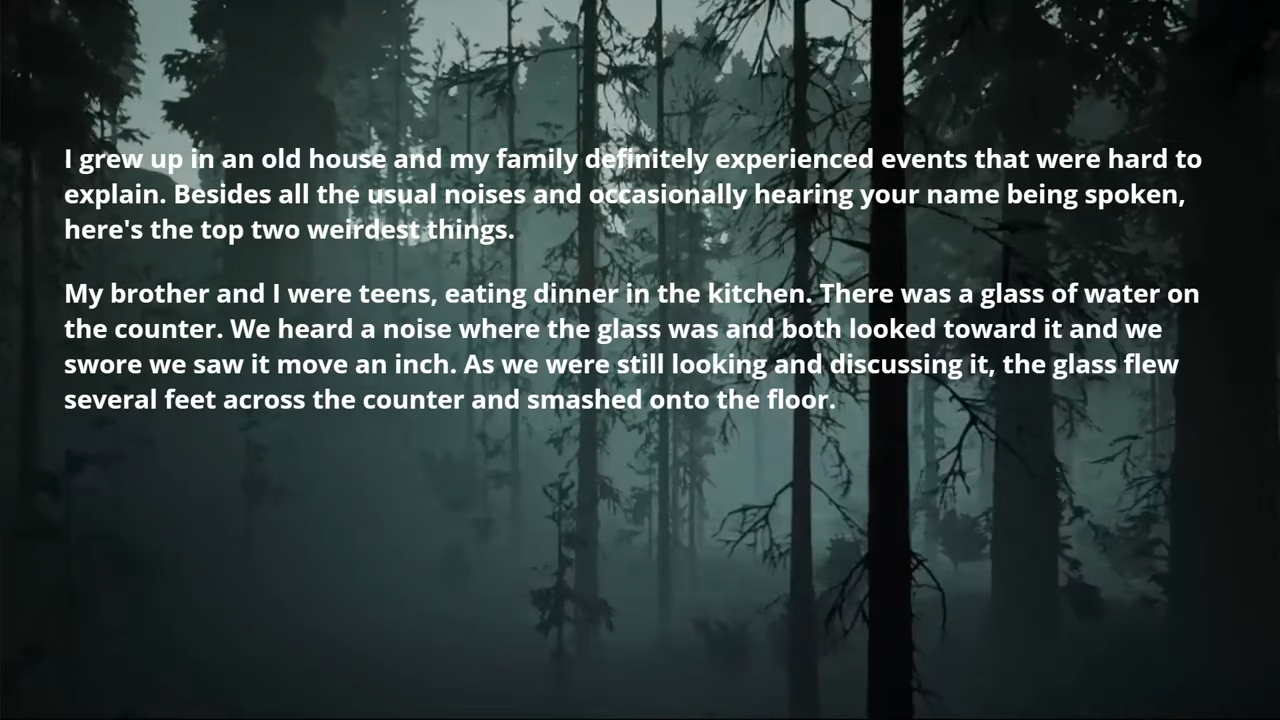 I grew up in an old house and my family definitely experienced events that were hard to
explain. Besides all the usual noises and occasionally hearing your name being spoken,
here's the top two weirdest things.
My brother and I were teens, eating dinner in the kitchen. There was a glass of water on
the counter. We heard a noise where the glass was and both looked toward it and we
swore we saw it move an inch. As we were still looking and discussing it, the glass flew
several feet across the counter and smashed onto the floor.